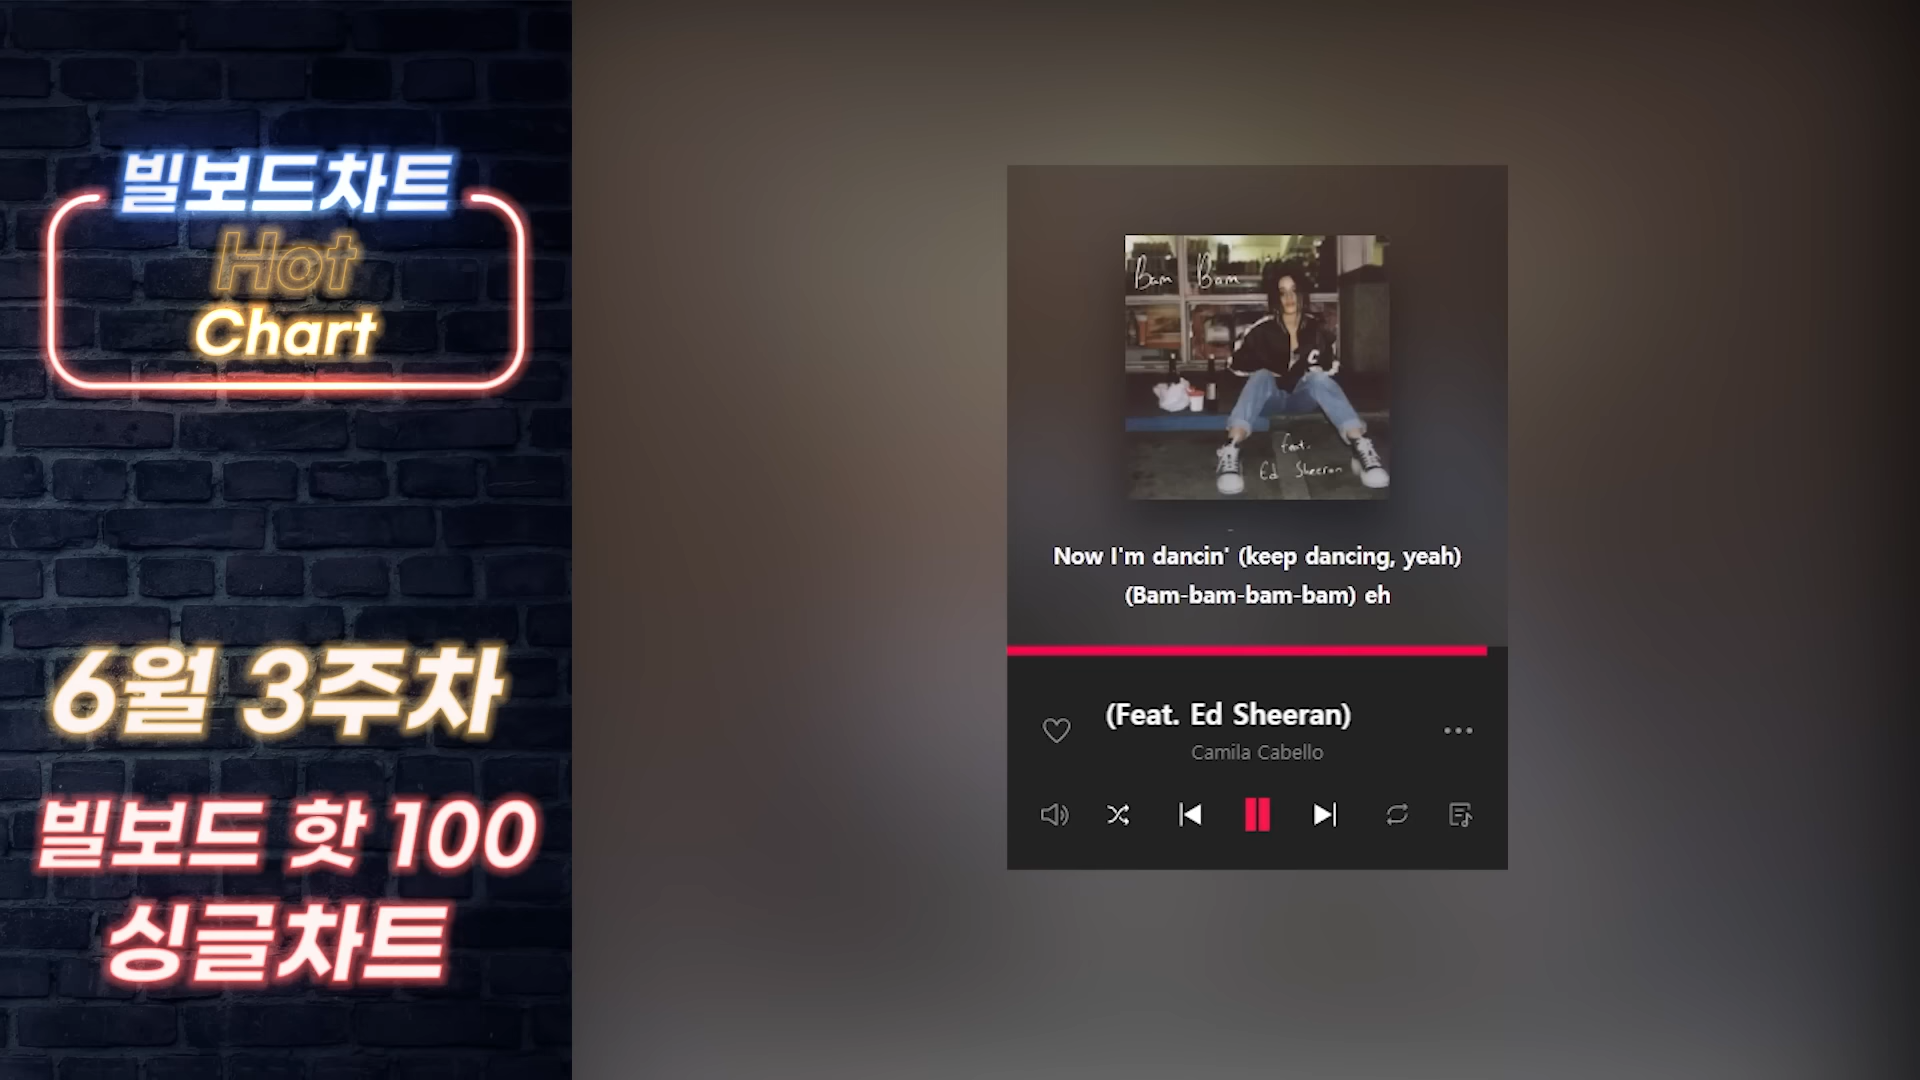 빌보드차트
Hot
Chart
6월 3주차
빌보드 핫 100
싱글차트
Bam Bam
feat.
Ed Sheeran
Now I'm dancin' (keep dancing, yeah)
(Bam-bam-bam-bam) eh
(Feat. Ed Sheeran)
Camila Cabello